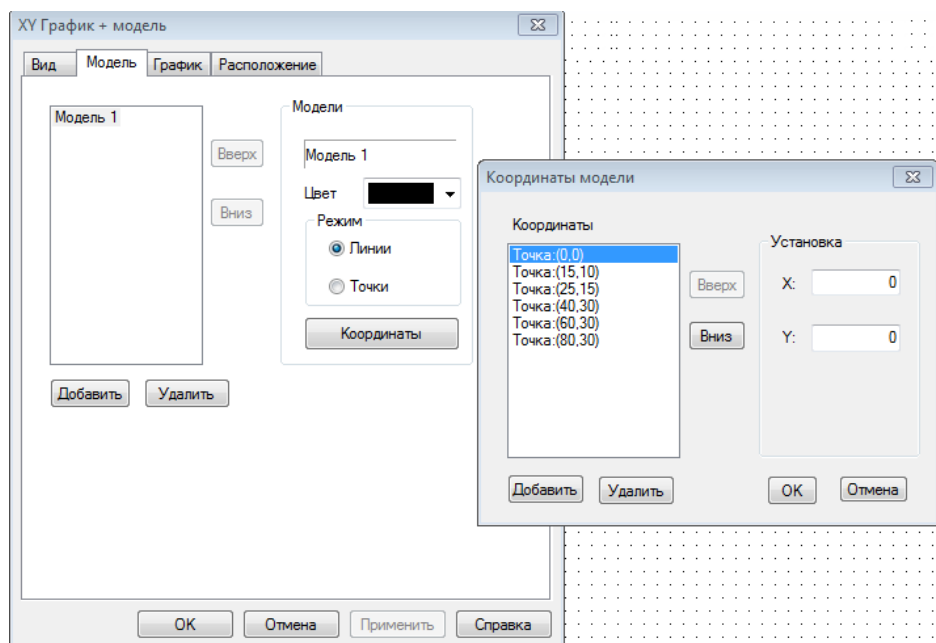 XY График + модель
Вид Модель График Расположение
Модель 1
Вверх
Вниз
Модели
Модель 1
Цвет
Режим
Линии
Точки
Координаты
Добавить Удалить
OK Отмена Применить Справка
Координаты модели
Координаты
Точка:(0,0)
Точка:(15,10)
Точка:(25,15)
Точка:(40,30)
Точка:(60,30)
Точка:(80,30)
Вверх
Вниз
Установка
X: 0
Y: 0
Добавить Удалить
OK Отмена